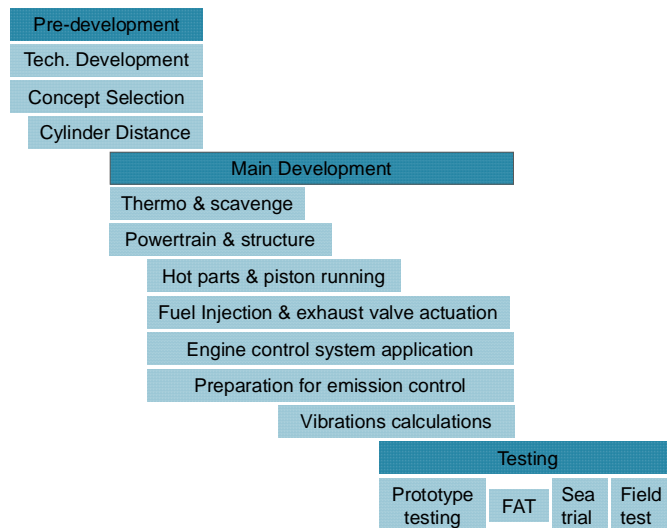 Pre-development
Tech. Development
Concept Selection
Cylinder Distance
Main Development
Thermo & scavenge
Powertrain & structure
Hot parts & piston running
Fuel Injection & exhaust valve actuation
Engine control system application
Preparation for emission control
Vibrations calculations
Testing
Prototype
testing
FAT
Sea
trial
Field
test